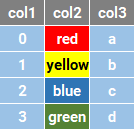 col1 col2 col3
0 red a
1 yellow b
2 blue c
3 green d